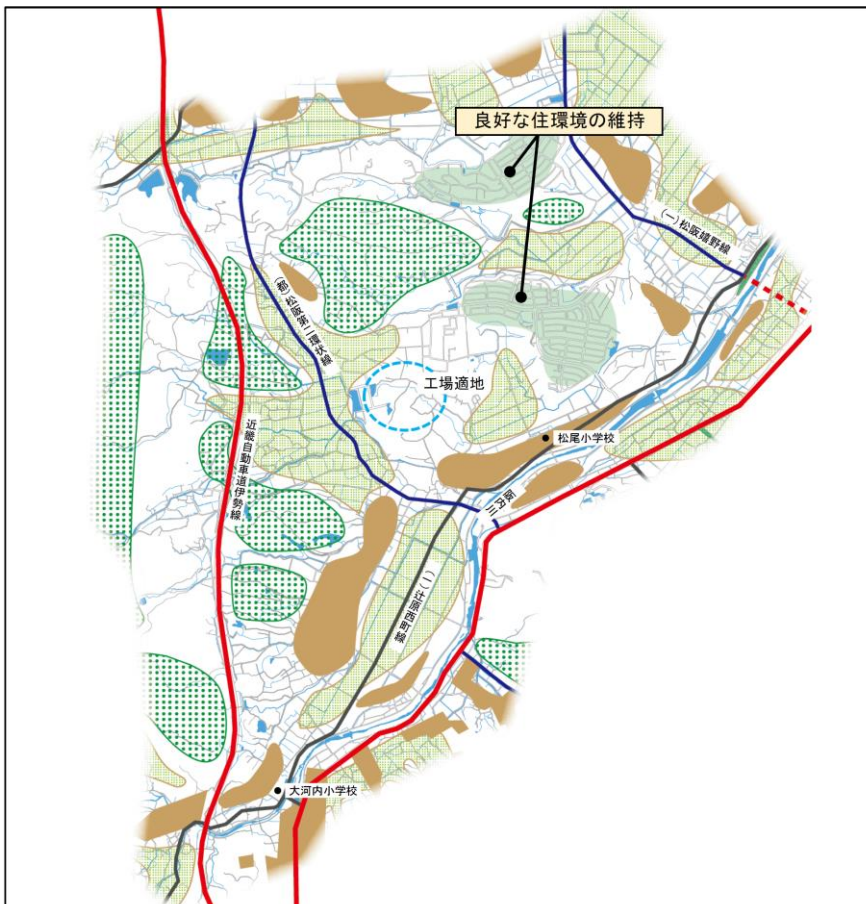 良好な住環境の維持
(一)松阪嬉野線
(都)松阪第二環状線
工場適地
近畿自動車道伊勢線
松尾小学校
阪内川
(一)辻原西町線
大河内小学校